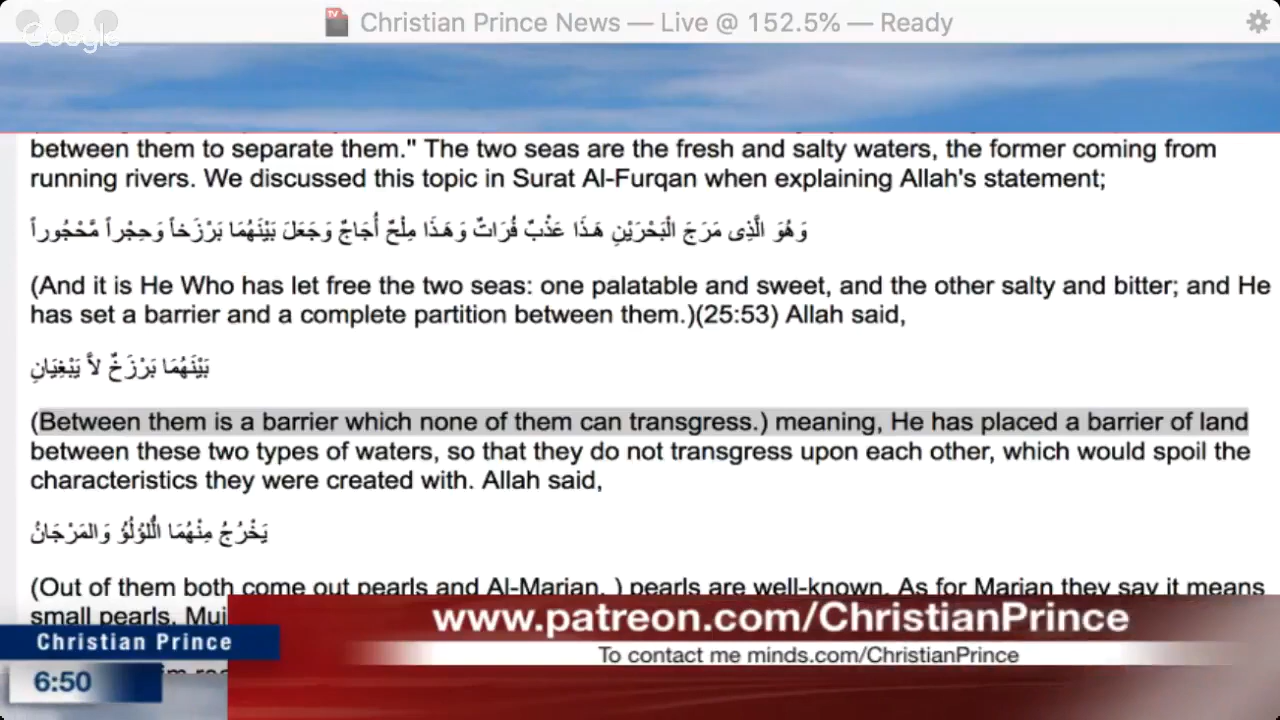 Christian Prince News — Live @ 152.5% — Ready
Google
between them to separate them." The two seas are the fresh and salty waters, the former coming from
running rivers. We discussed this topic in Surat Al-Furqan when explaining Allah's statement;
وَهُوَ الَّذِى مَرَجَ الْبَحْرَيْنِ هَـذَا عَذْبٌ فُرَاتٌ وَهَـذَا مِلْحٌ أُجَاجٌ وَجَعَلَ بَيْنَهُمَا بَرْزَخاً وَحِجْراً مَّحْجُوراً
(And it is He Who has let free the two seas: one palatable and sweet, and the other salty and bitter; and He
has set a barrier and a complete partition between them.)(25:53) Allah said,
بَيْنَهُمَا بَرْزَخٌ لاَّ يَبْغِيَانِ
(Between them is a barrier which none of them can transgress.) meaning, He has placed a barrier of land
between these two types of waters, so that they do not transgress upon each other, which would spoil the
characteristics they were created with. Allah said,
يَخْرُجُ مِنْهُمَا الُّلؤْلُؤُ وَالمَرْجَانُ
(Out of them both come out pearls and Al-Marjan. ) pearls are well-known. As for Marjan they say it means
small pearls.
www.patreon.com/ChristianPrince
Christian Prince
To contact me minds.com/ChristianPrince
6:50